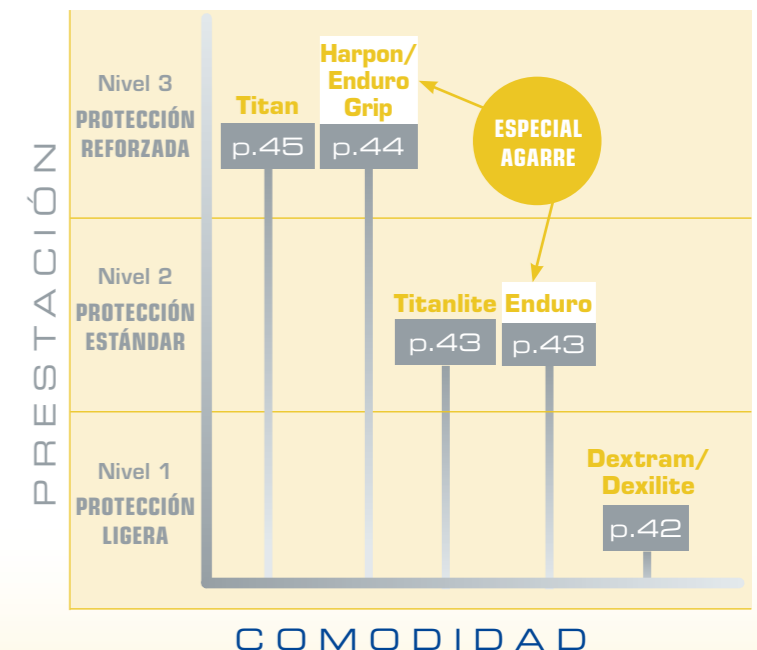 PRESTACIÓN
Nivel 3
PROTECCIÓN
REFORZADA
Titan
p.45
Harpon/
Enduro
Grip
p.44
ESPECIAL
AGARRE
Nivel 2
PROTECCIÓN
ESTÁNDAR
Titanlite
p.43
Enduro
p.43
Nivel 1
PROTECCIÓN
LIGERA
Dextram/
Dexilite
p.42
COMODIDAD